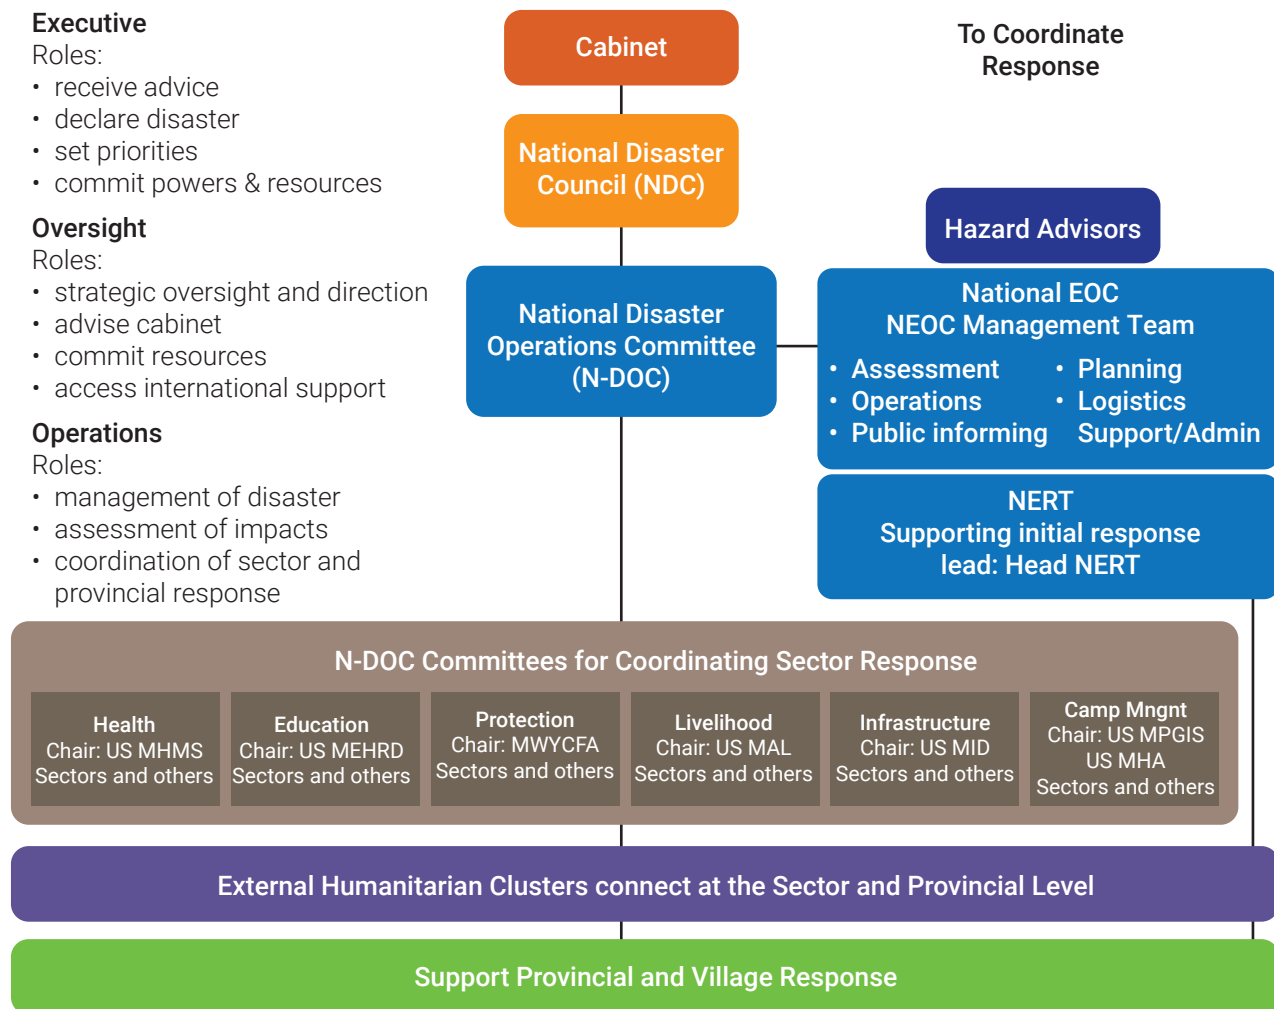 Executive
Roles:
• receive advice
• declare disaster
• set priorities
• commit powers & resources
Oversight
Roles:
• strategic oversight and direction
• advise cabinet
• commit resources
• access international support
Operations
Roles:
• management of disaster
• assessment of impacts
• coordination of sector and
provincial response
Cabinet
National Disaster
Council (NDC)
National Disaster
Operations Committee
(N-DOC)
To Coordinate
Response
Hazard Advisors
National EOC
NEOC Management Team
• Assessment
• Operations
• Public informing
• Planning
• Logistics
Support/Admin
NERT
Supporting initial response
lead: Head NERT
N-DOC Committees for Coordinating Sector Response
Health
Chair: US MHMS
Sectors and others
Education
Chair: US MEHRD
Sectors and others
Protection
Chair: MWYCFA
Sectors and others
Livelihood
Chair: US MAL
Sectors and others
Infrastructure
Chair: US MID
Sectors and others
Camp Mngnt
Chair: US MPGIS
US MHA
Sectors and others
External Humanitarian Clusters connect at the Sector and Provincial Level
Support Provincial and Village Response